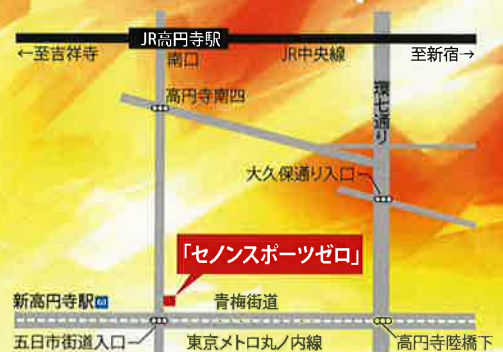 JR高円寺駅
←至吉祥寺
南口
JR中央線
至新宿→
高円寺南四
環七通り
大久保通り入口
「セノンスポーツゼロ」
新高円寺駅
青梅街道
五日市街道入口
東京メトロ丸ノ内線
高円寺陸橋下